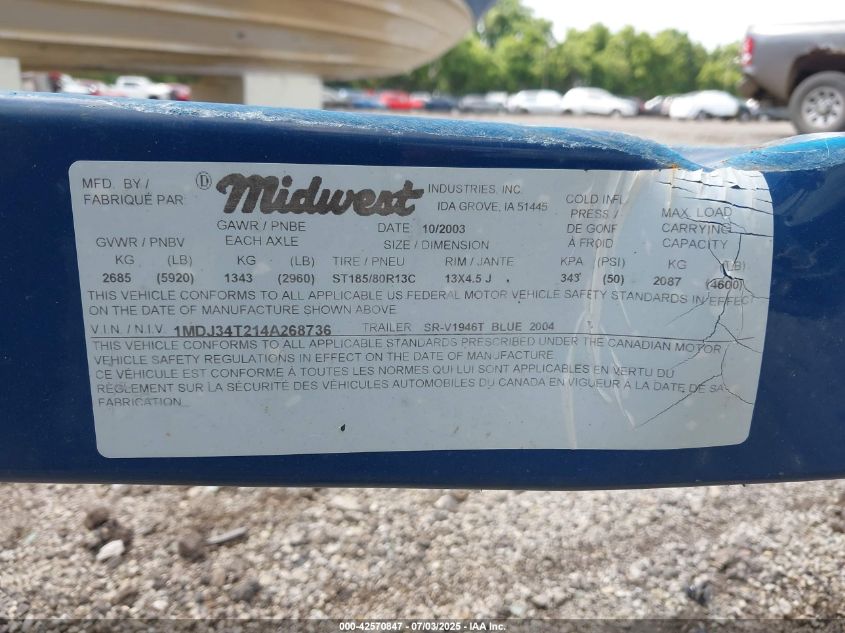 MFD. BY / FABRIQUÉ PAR
Midwest INDUSTRIES, INC.
IDA GROVE, IA 51445
DATE: 10/2003
GVWR / PNBV
KG (LB)
2685 (5920)
GAWR / PNBE
EACH AXLE
KG (LB)
1343 (2960)
SIZE / DIMENSION
TIRE / PNEU
ST185/80R13C
RIM / JANTE
13X4.5 J
COLD INFL.
PRESS /
DE GONF
À FROID
KPA (PSI)
343 (50)
MAX. LOAD
CARRYING
CAPACITY
KG (LB)
2087 (4600)
THIS VEHICLE CONFORMS TO ALL APPLICABLE US FEDERAL MOTOR VEHICLE SAFETY STANDARDS IN EFFECT
ON THE DATE OF MANUFACTURE SHOWN ABOVE.
V.I.N. / N.I.V. 1MDJ34T214A268736 TRAILER SR-V1946T BLUE 2004
THIS VEHICLE CONFORMS TO ALL APPLICABLE STANDARDS PRESCRIBED UNDER THE CANADIAN MOTOR
VEHICLE SAFETY REGULATIONS IN EFFECT ON THE DATE OF MANUFACTURE.
CE VÉHICULE EST CONFORME À TOUTES LES NORMES QUI LUI SONT APPLICABLES EN VERTU DU
RÈGLEMENT SUR LA SÉCURITÉ DES VÉHICULES AUTOMOBILES DU CANADA EN VIGUEUR À LA DATE DE SA
FABRICATION.
000-42570847 - 07/03/2025 - IAA, Inc.